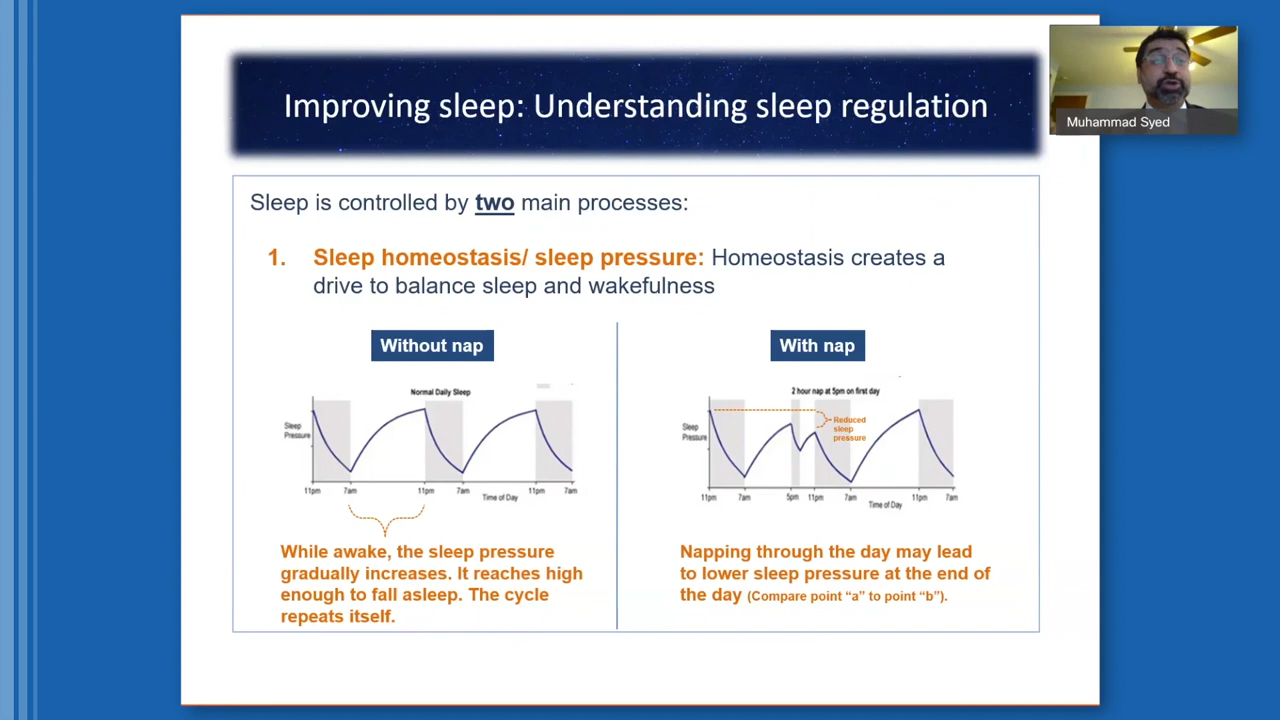 Improving sleep: Understanding sleep regulation
Muhammad Syed
Sleep is controlled by two main processes:
1. Sleep homeostasis/ sleep pressure: Homeostasis creates a
drive to balance sleep and wakefulness
Without nap
Normal Daily Sleep
Sleep
Pressure
11pm 7am 11pm 7am 11pm 7am
Time of Day
While awake, the sleep pressure
gradually increases. It reaches high
enough to fall asleep. The cycle
repeats itself.
With nap
2 hour nap at 5pm on first day
Reduced
sleep
pressure
Sleep
Pressure
11pm 7am 5pm 11pm 7am 11pm 7am
Time of Day
Napping through the day may lead
to lower sleep pressure at the end of
the day (Compare point “a” to point “b”).